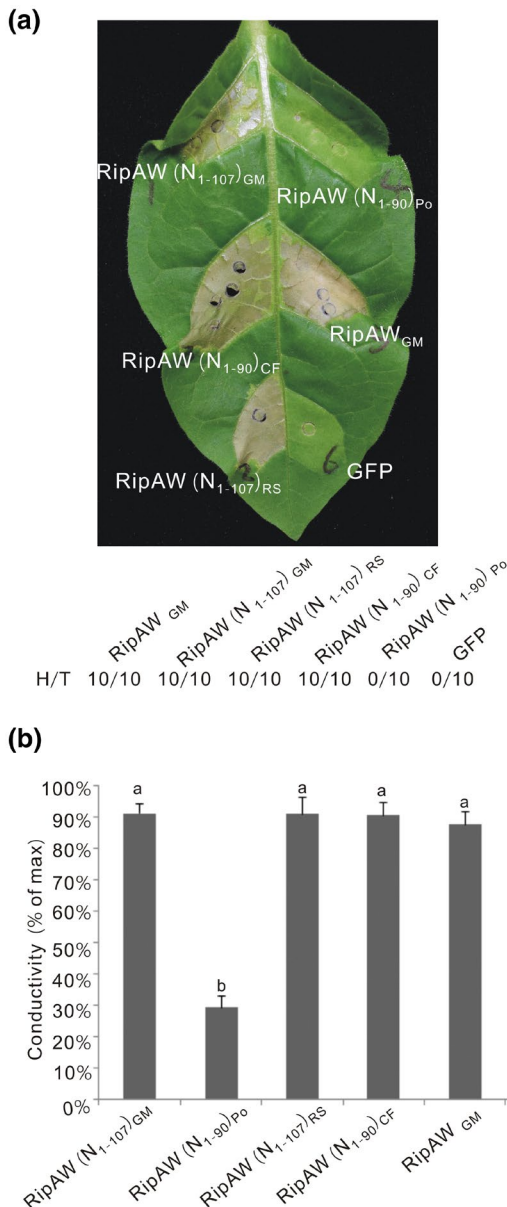 (a)
RipAW (N1-107)GM
RipAW (N1-90)Po
RipAWGM
RipAW (N1-90)CF
RipAW (N1-107)RS
GFP
RipAW GM
RipAW (N 1-107) GM
RipAW (N 1-107) RS
RipAW (N 1-90) CF
RipAW (N 1-90) Po
GFP
H/T 10/10 10/10 10/10 10/10 0/10 0/10
(b)
100%
90%
80%
70%
60%
50%
40%
30%
20%
10%
0%
Conductivity (% of max)
a
b
a
a
a
RipAW (N1-107)GM
RipAW (N1-90)Po
RipAW (N1-107)RS
RipAW (N1-90)CF
RipAW GM